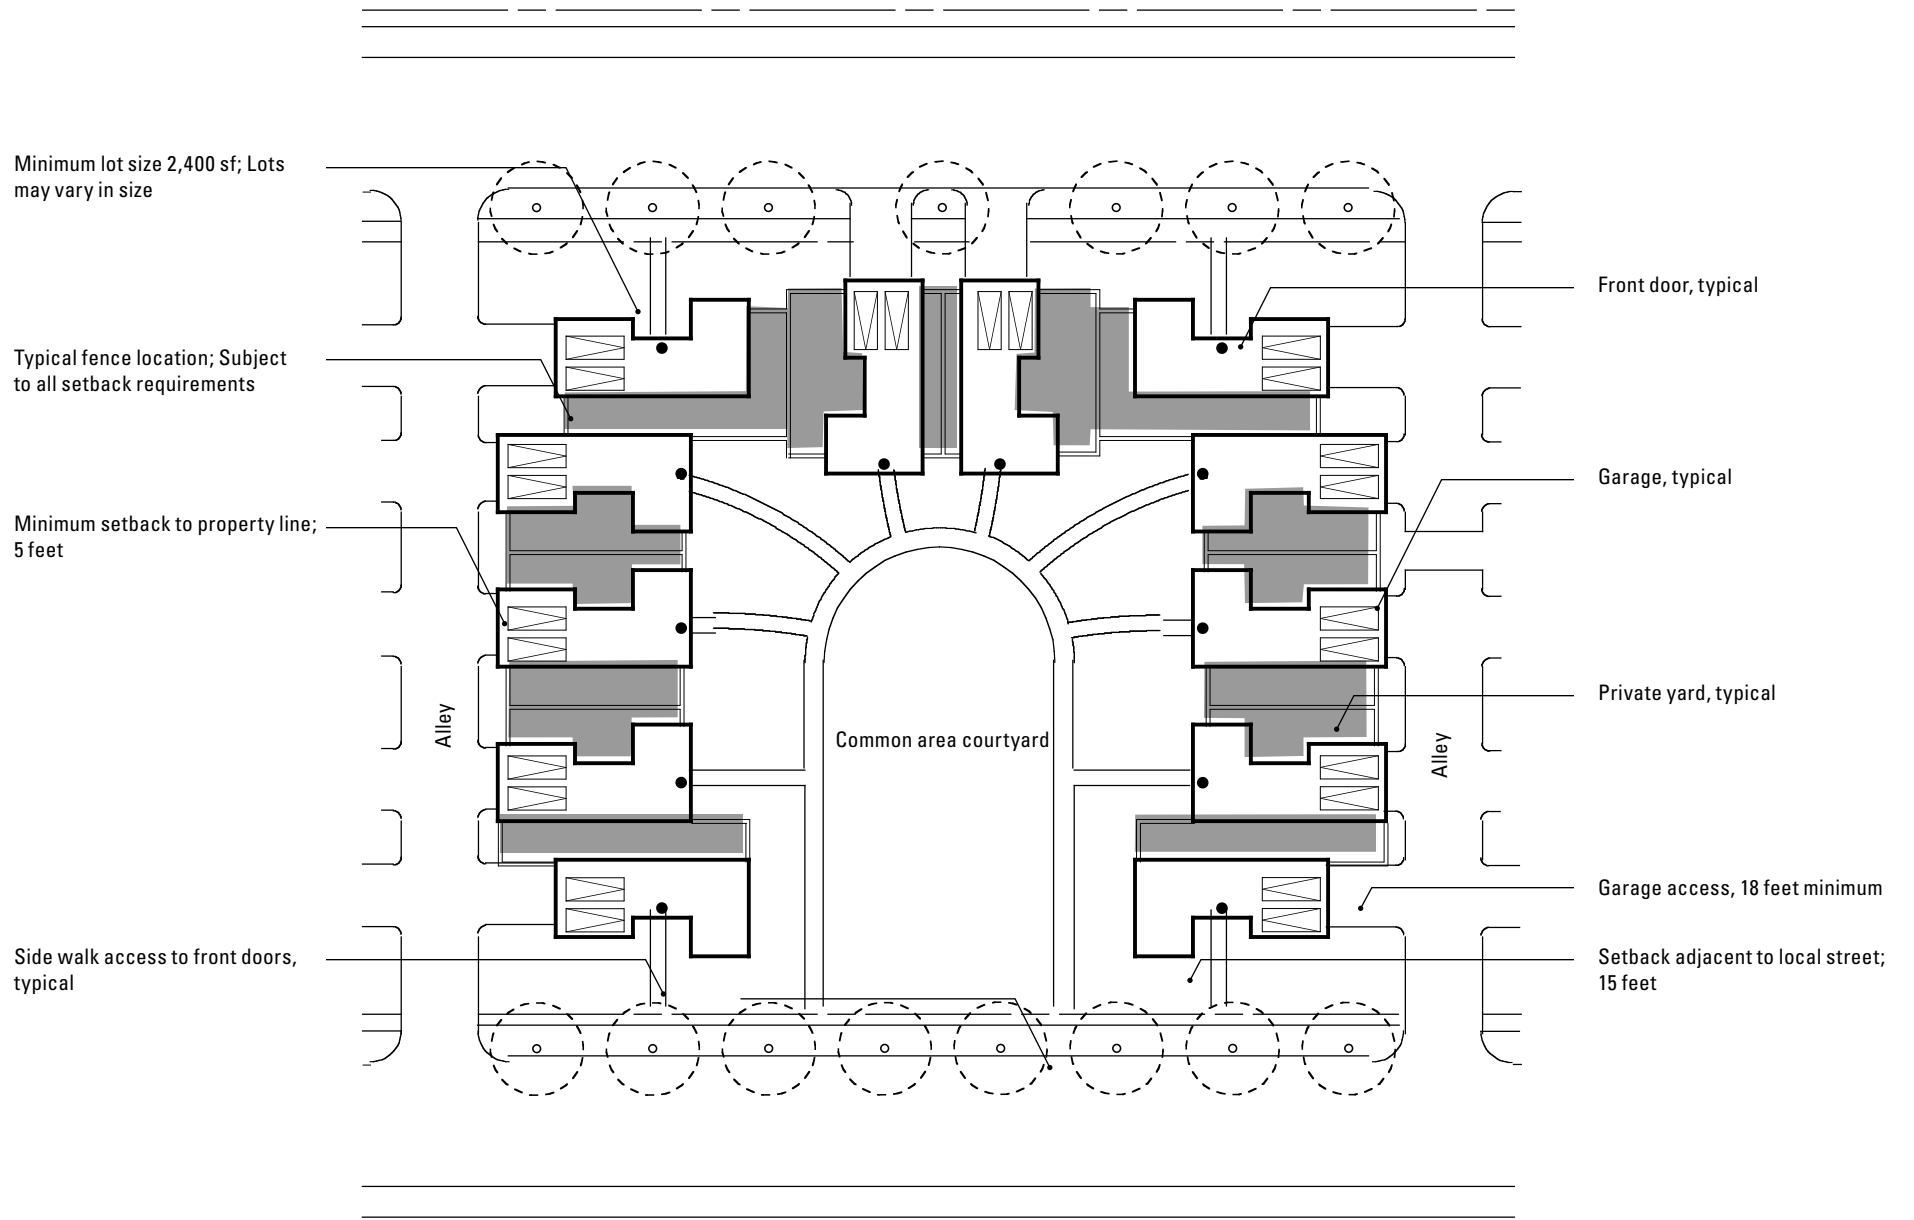 Minimum lot size 2,400 sf; Lots
may vary in size
Typical fence location; Subject
to all setback requirements
Minimum setback to property line;
5 feet
Alley
Side walk access to front doors,
typical
Common area courtyard
Front door, typical
Garage, typical
Private yard, typical
Alley
Garage access, 18 feet minimum
Setback adjacent to local street;
15 feet